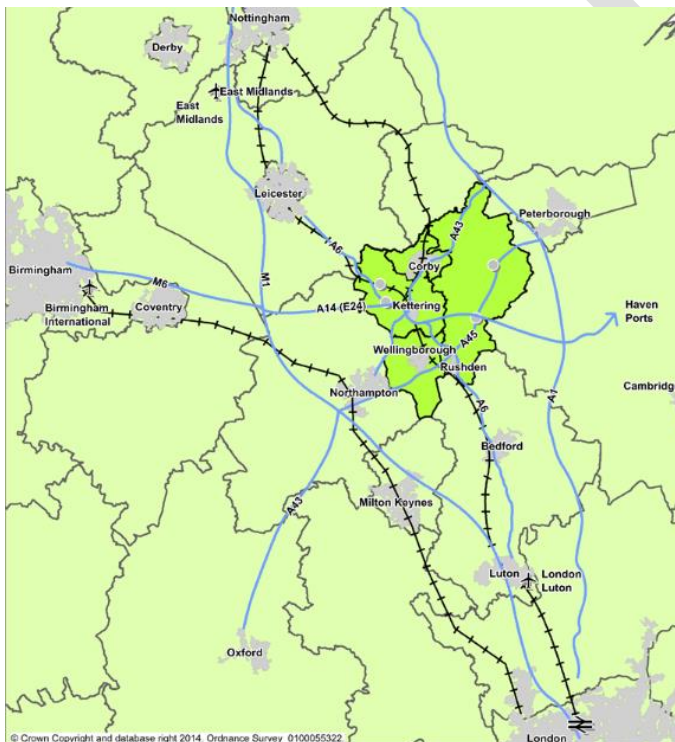 Nottingham
Derby
East Midlands
East
Midlands
Leicester
A6
A43
Peterborough
Corby
Birmingham
M6
M1
Birmingham
International
Coventry
A14 (E24)
Kettering
Haven
Ports
Wellingborough
A45
Rushden
Northampton
A6
A1
Cambridg
Bedford
A43
Milton Keynes
Luton
London
Luton
Oxford
London
© Crown Copyright and database right 2014. Ordnance Survey 0100055322